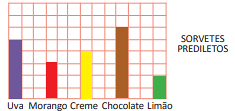 SORVETES
PREDILETOS
Uva Morango Creme Chocolate Limão